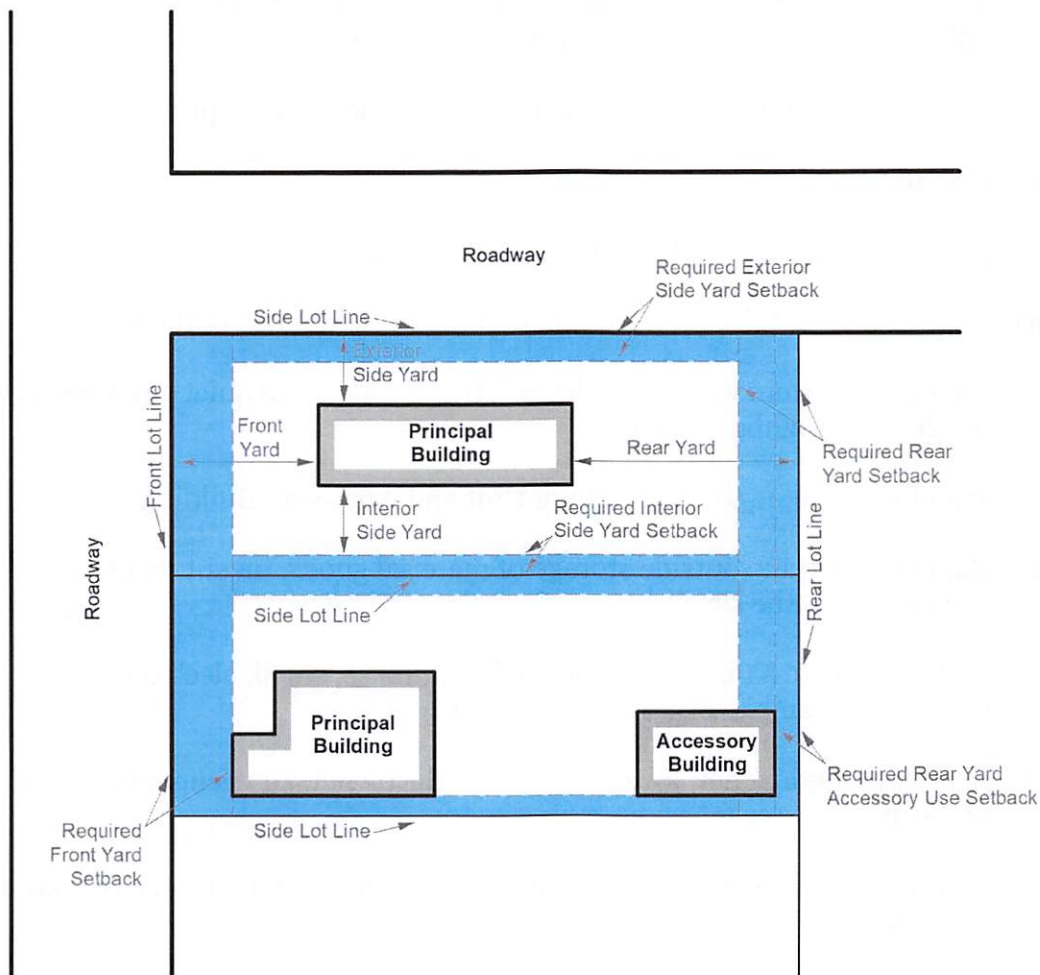 Roadway
Required Exterior
Side Yard Setback
Side Lot Line
Exterior
Side Yard
Front Lot Line
Front
Yard
Principal
Building
Rear Yard
Required Rear
Yard Setback
Interior
Side Yard
Required Interior
Side Yard Setback
Roadway
Rear Lot Line
Side Lot Line
Principal
Building
Accessory
Building
Required Rear Yard
Accessory Use Setback
Required
Front Yard
Setback
Side Lot Line